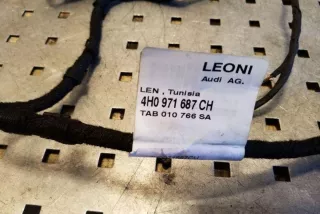 LEONI
Audi AG.
LEN . Tunisia
4H0 971 687 CH
TAB 010 766 SA